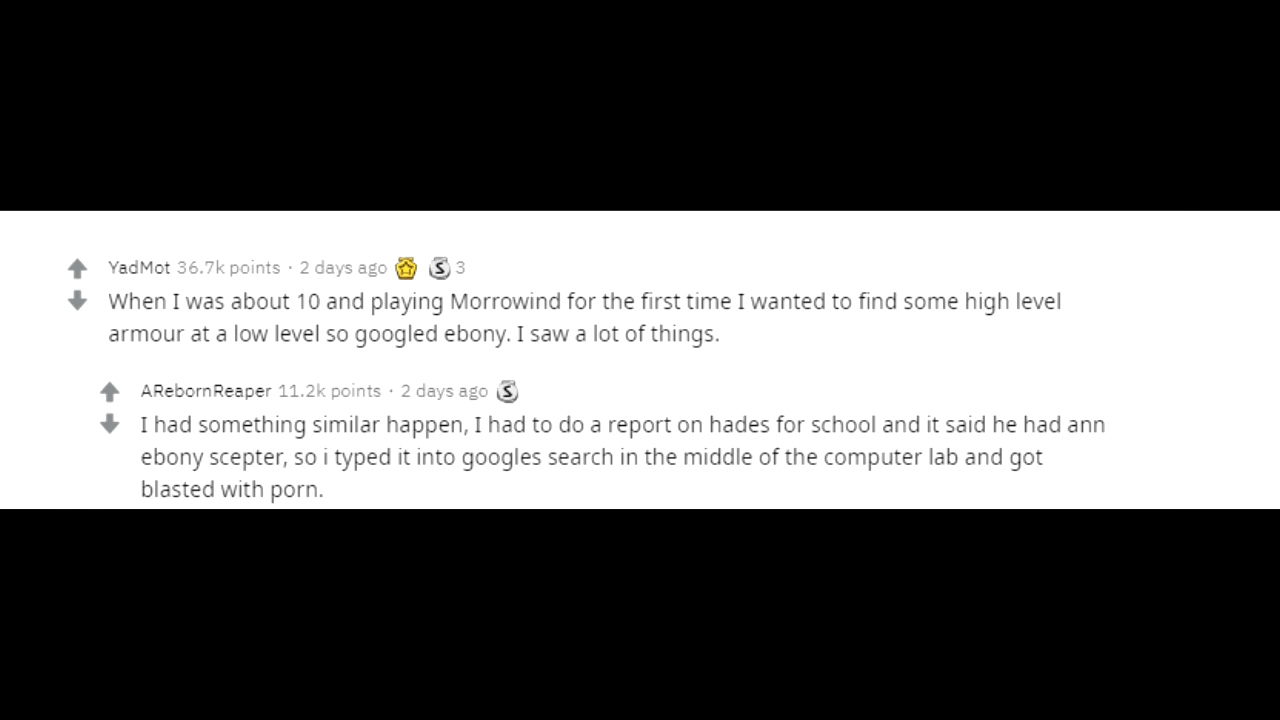 YadMot 36.7k points · 2 days ago S 3
When I was about 10 and playing Morrowind for the first time I wanted to find some high level
armour at a low level so googled ebony. I saw a lot of things.
ARebornReaper 11.2k points · 2 days ago S
I had something similar happen, I had to do a report on hades for school and it said he had ann
ebony scepter, so i typed it into googles search in the middle of the computer lab and got
blasted with porn.